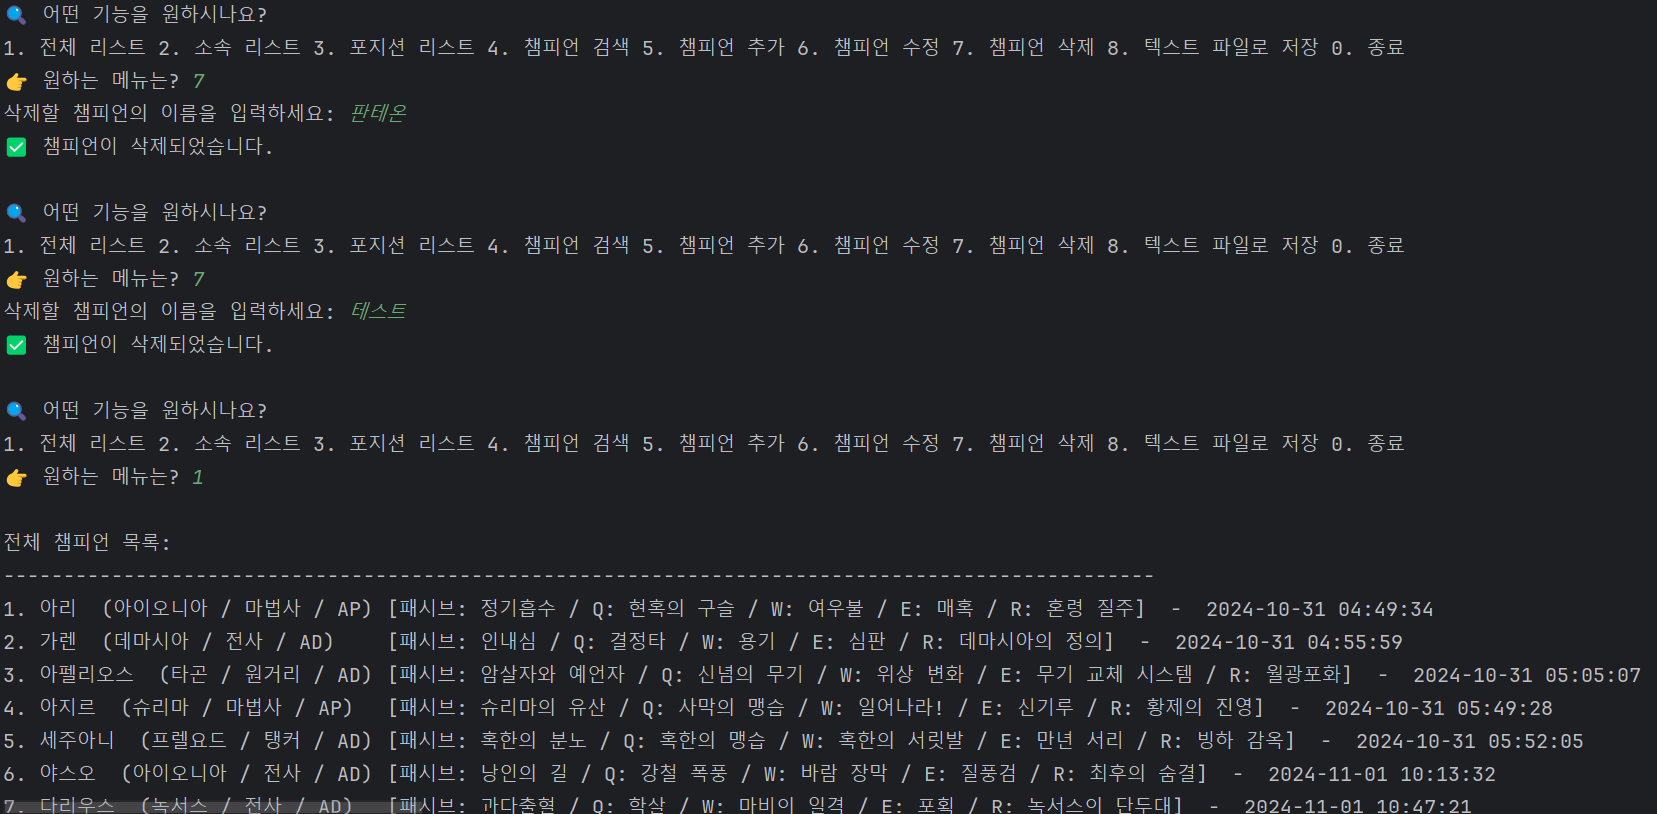 🔍 어떤 기능을 원하시나요?
1. 전체 리스트 2. 소속 리스트 3. 포지션 리스트 4. 챔피언 검색 5. 챔피언 추가 6. 챔피언 수정 7. 챔피언 삭제 8. 텍스트 파일로 저장 0. 종료
👉 원하는 메뉴는? 7
삭제할 챔피언의 이름을 입력하세요: 판테온
✅ 챔피언이 삭제되었습니다.
🔍 어떤 기능을 원하시나요?
1. 전체 리스트 2. 소속 리스트 3. 포지션 리스트 4. 챔피언 검색 5. 챔피언 추가 6. 챔피언 수정 7. 챔피언 삭제 8. 텍스트 파일로 저장 0. 종료
👉 원하는 메뉴는? 7
삭제할 챔피언의 이름을 입력하세요: 테스트
✅ 챔피언이 삭제되었습니다.
🔍 어떤 기능을 원하시나요?
1. 전체 리스트 2. 소속 리스트 3. 포지션 리스트 4. 챔피언 검색 5. 챔피언 추가 6. 챔피언 수정 7. 챔피언 삭제 8. 텍스트 파일로 저장 0. 종료
👉 원하는 메뉴는? 1
전체 챔피언 목록:
------------------------------------------------------------------------------------------------
1. 아리  (아이오니아 / 마법사 / AP) [패시브: 정기흡수 / Q: 현혹의 구슬 / W: 여우불 / E: 매혹 / R: 혼령 질주]  -  2024-10-31 04:49:34
2. 가렌  (데마시아 / 전사 / AD)  [패시브: 인내심 / Q: 결정타 / W: 용기 / E: 심판 / R: 데마시아의 정의]  -  2024-10-31 04:55:59
3. 아펠리오스  (타곤 / 원거리 / AD) [패시브: 암살자와 예언자 / Q: 신념의 무기 / W: 위상 변화 / E: 무기 교체 시스템 / R: 월광포화]  -  2024-10-31 05:05:07
4. 아지르  (슈리마 / 마법사 / AP)  [패시브: 슈리마의 유산 / Q: 사막의 맹습 / W: 일어나라! / E: 신기루 / R: 황제의 진영]  -  2024-10-31 05:49:28
5. 세주아니  (프렐요드 / 탱커 / AD) [패시브: 혹한의 분노 / Q: 혹한의 맹습 / W: 혹한의 서릿발 / E: 만년 서리 / R: 빙하 감옥]  -  2024-10-31 05:52:05
6. 야스오  (아이오니아 / 전사 / AD) [패시브: 낭인의 길 / Q: 강철 폭풍 / W: 바람 장막 / E: 질풍검 / R: 최후의 숨결]  -  2024-11-01 10:13:32
7. 다리우스  (녹서스 / 전사 / AD)  [패시브: 과다출혈 / Q: 학살 / W: 마비의 일격 / E: 포획 / R: 녹서스의 단두대]  -  2024-11-01 10:47:21